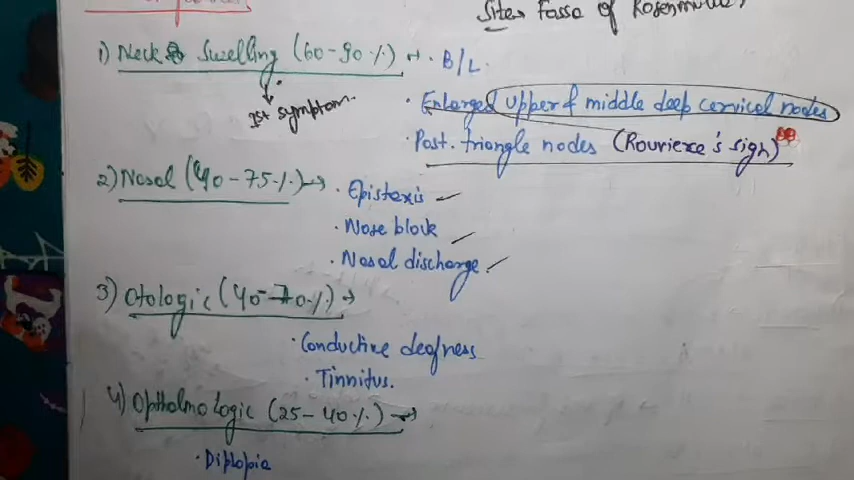 Site: Fossa of Rosenmuller
1) Neck Swelling (60-90%) → · B/L.
1st symptom.
· Enlarged upper & middle deep cervical nodes
· Post. triangle nodes (Rouviere's sign)
2) Nasal (40-75%) → · Epistaxis ✓
· Nose block ✓
· Nasal discharge ✓
3) Otologic (40-70%) →
· Conductive deafness
· Tinnitus.
4) Opthalmologic (25-40%) →
· Diplopia